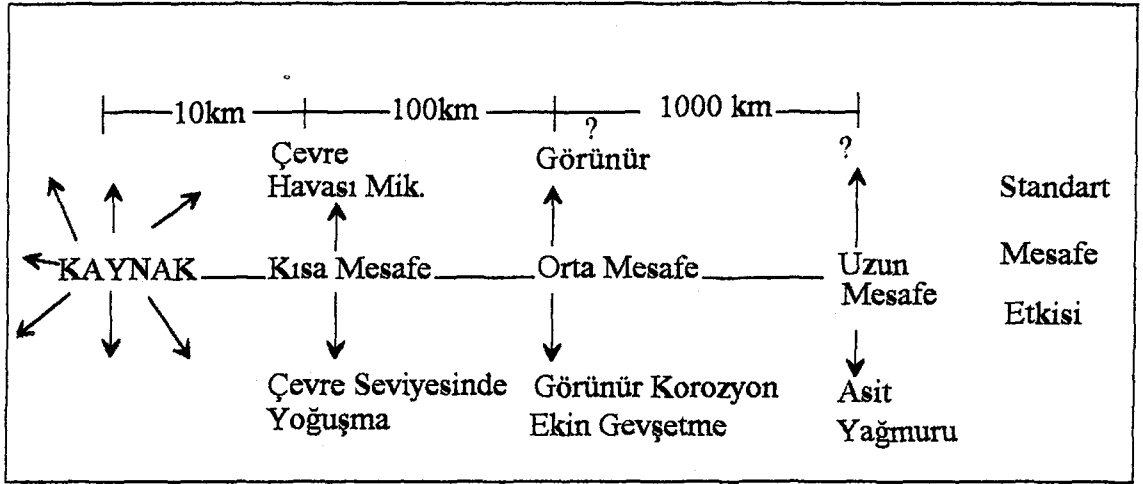 10km 100km 1000 km
? ?
Çevre Görünür
Havası Mik.
Standart
KAYNAK Kısa Mesafe Orta Mesafe Uzun Mesafe
Mesafe
Etkisi
Çevre Seviyesinde Görünür Korozyon Asit
Yoğuşma Ekin Gevşetme Yağmuru